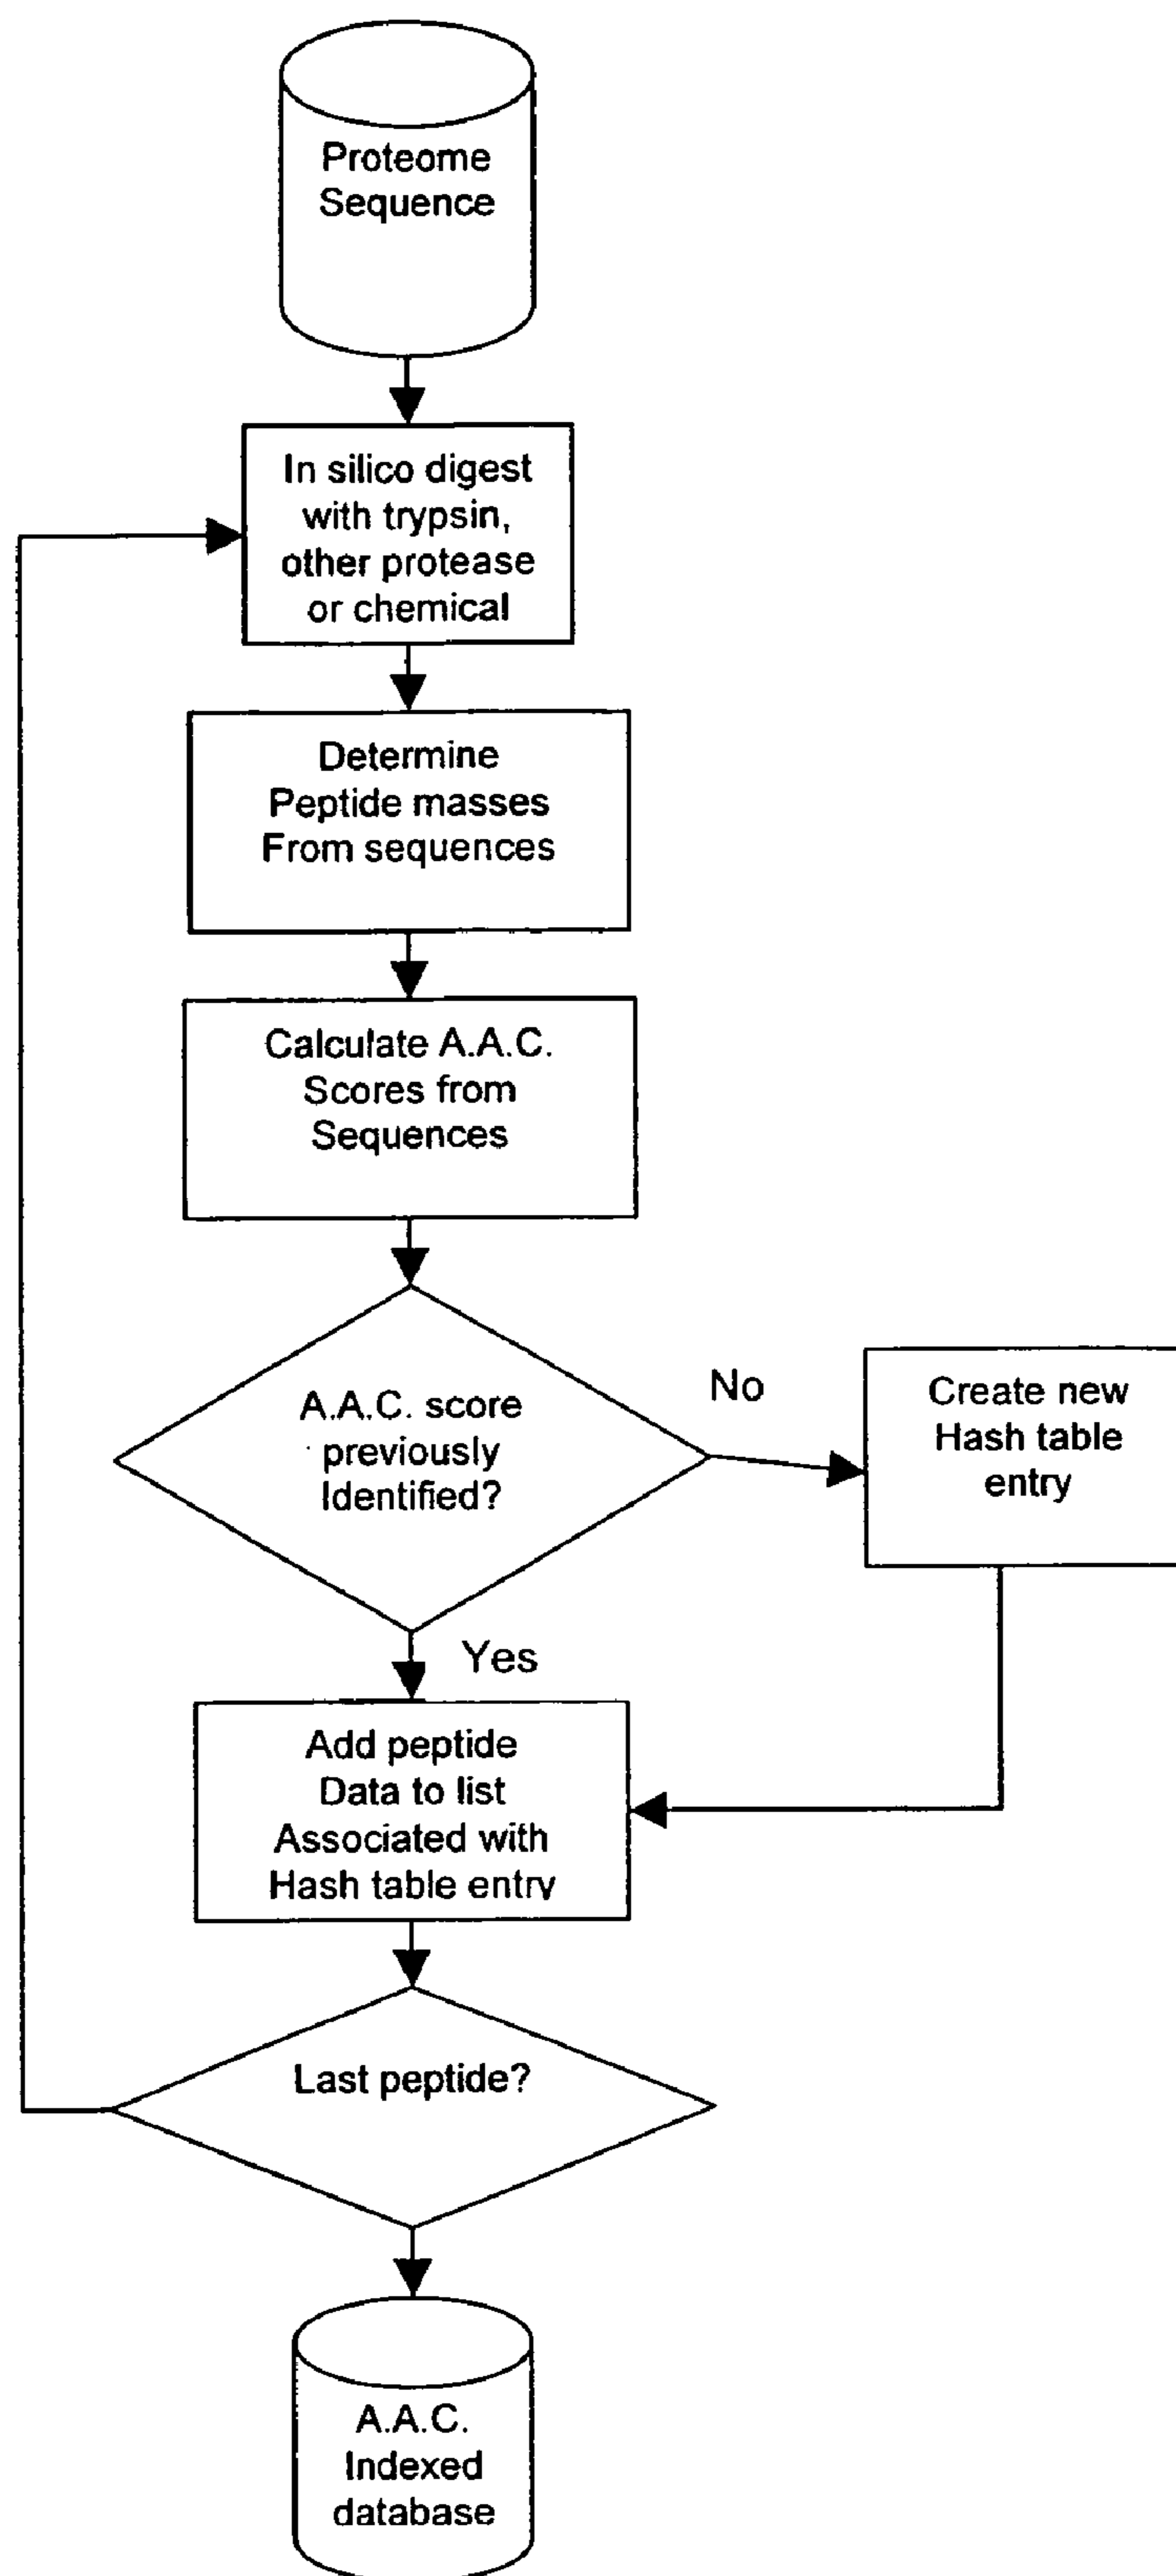 Proteome
Sequence
In silico digest
with trypsin,
other protease
or chemical
Determine
Peptide masses
From sequences
Calculate A.A.C.
Scores from
Sequences
A.A.C. score
previously
Identified?
No
Create new
Hash table
entry
Yes
Add peptide
Data to list
Associated with
Hash table entry
Last peptide?
A.A.C.
Indexed
database